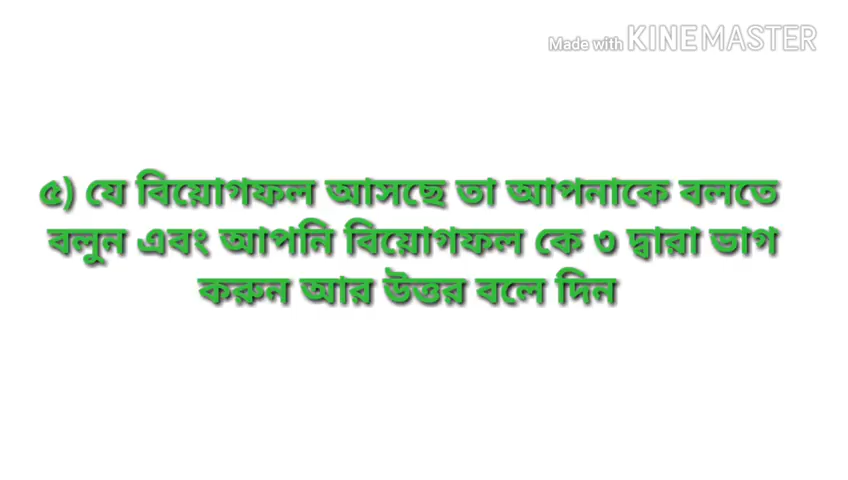 Made with KINEMASTER
৫) যে বিয়োগফল আসছে তা আপনাকে বলতে
বলুন এবং আপনি বিয়োগফল কে ৩ দ্বারা ভাগ
করুন আর উত্তর বলে দিন